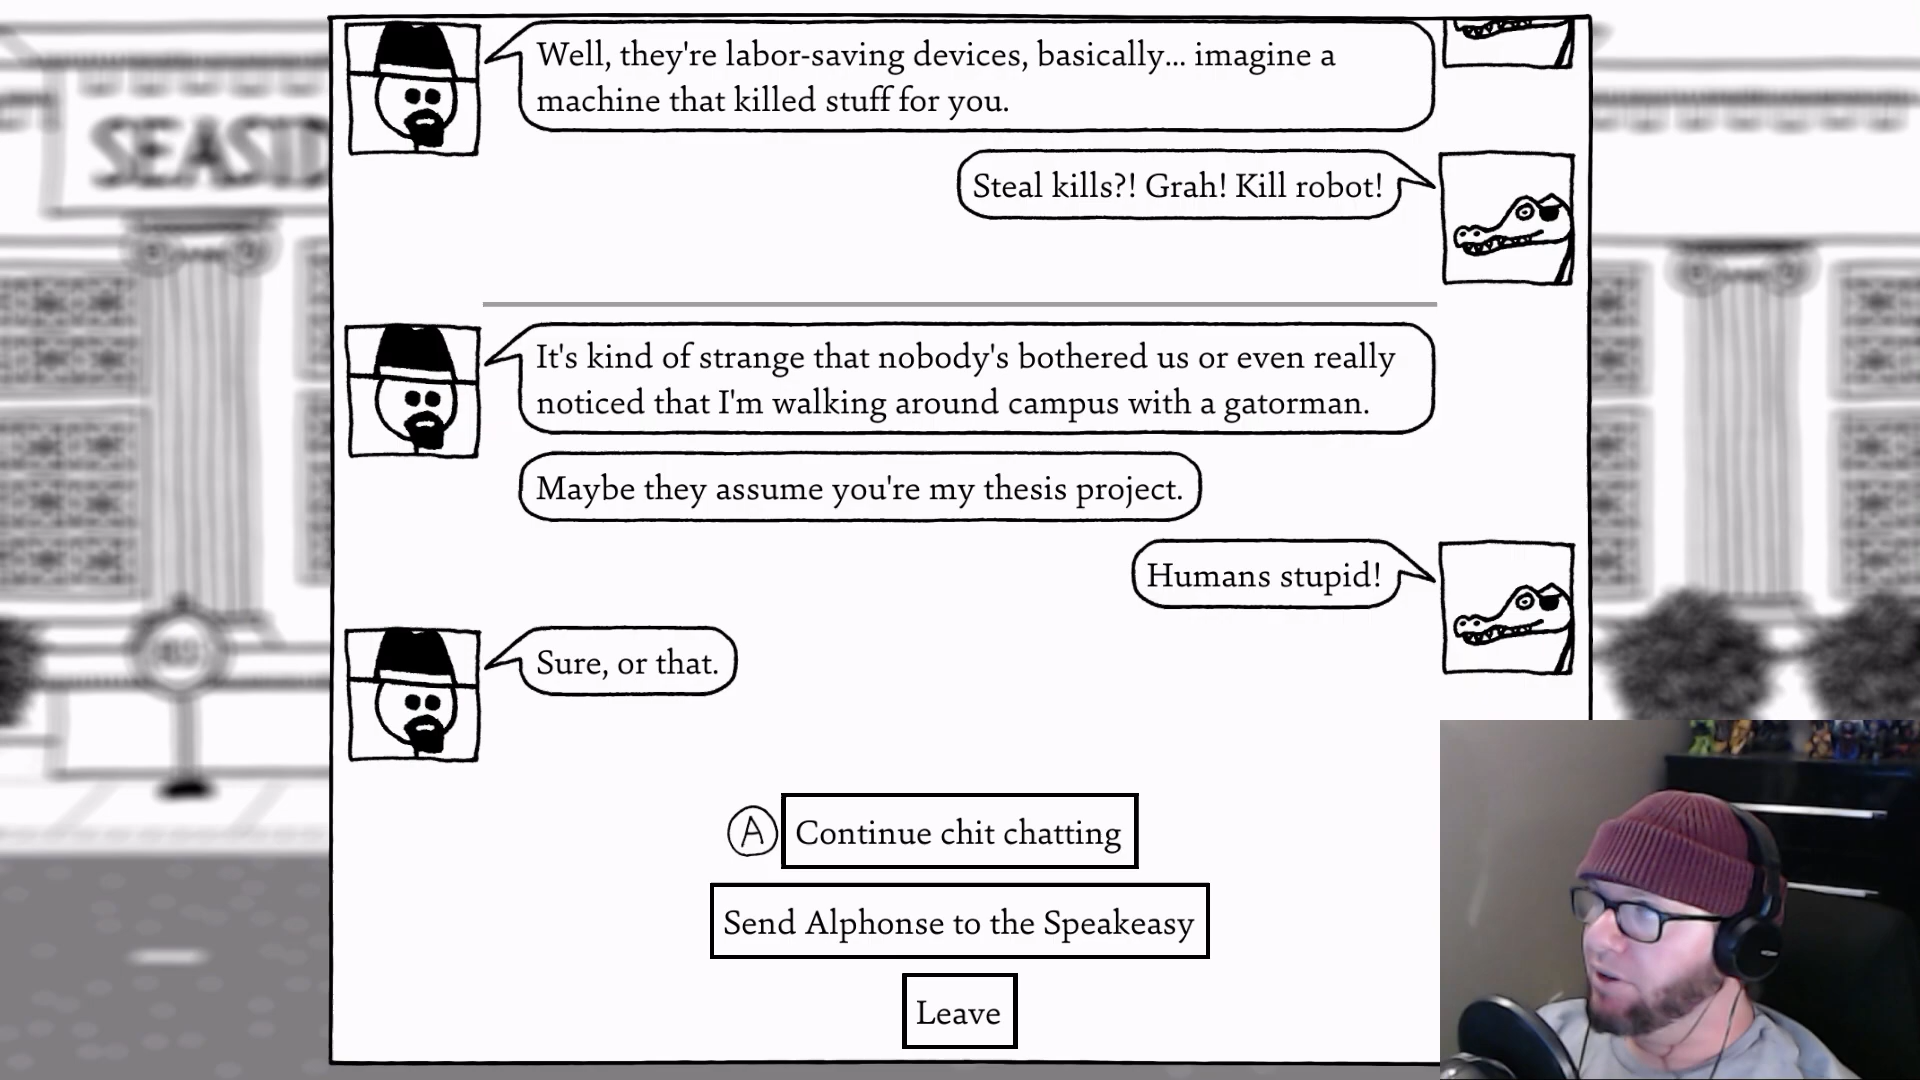 Well, they're labor-saving devices, basically... imagine a
machine that killed stuff for you.
Steal kills?! Grah! Kill robot!
SEASID
It's kind of strange that nobody's bothered us or even really
noticed that I'm walking around campus with a gatorman.
Maybe they assume you're my thesis project.
Humans stupid!
Sure, or that.
A Continue chit chatting
Send Alphonse to the Speakeasy
Leave